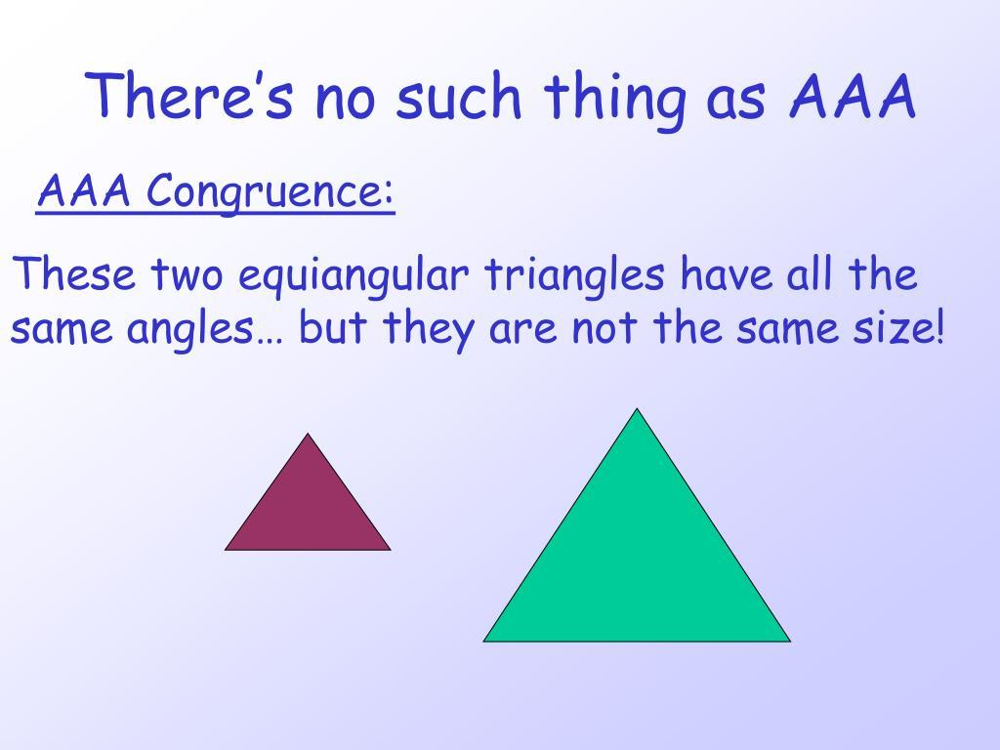 There’s no such thing as AAA
AAA Congruence:
These two equiangular triangles have all the
same angles… but they are not the same size!